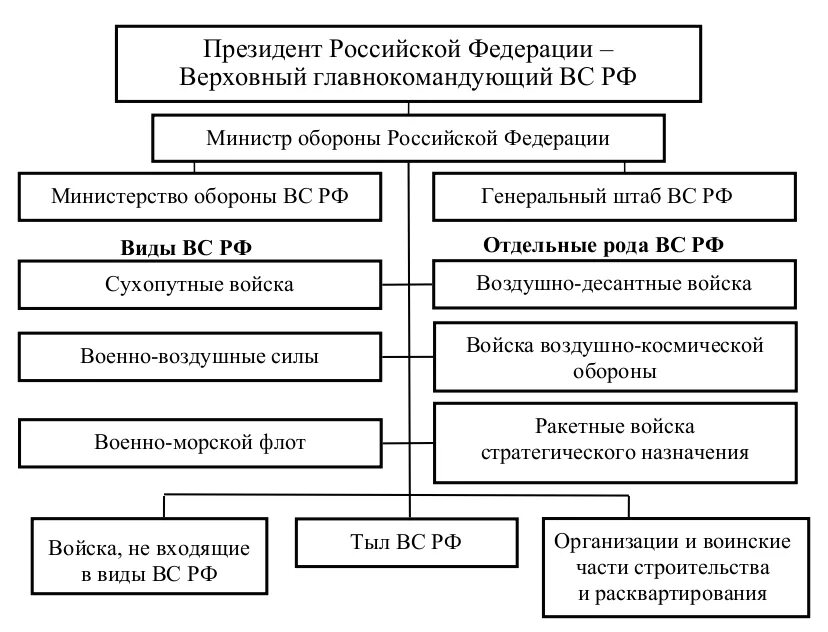 Президент Российской Федерации –
Верховный главнокомандующий ВС РФ
Министр обороны Российской Федерации
Министерство обороны ВС РФ
Генеральный штаб ВС РФ
Виды ВС РФ
Отдельные рода ВС РФ
Сухопутные войска
Воздушно-десантные войска
Военно-воздушные силы
Войска воздушно-космической
обороны
Военно-морской флот
Ракетные войска
стратегического назначения
Войска, не входящие
в виды ВС РФ
Тыл ВС РФ
Организации и воинские
части строительства
и расквартирования